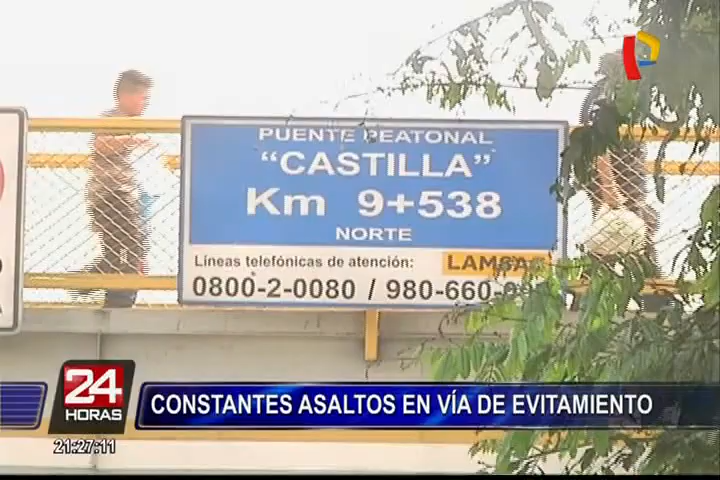 PUENTE PEATONAL
“CASTILLA”
Km 9+538
NORTE
Líneas telefónicas de atención:
LAMSAC
0800-2-0080 / 980-660-
24
HORAS
CONSTANTES ASALTOS EN VÍA DE EVITAMIENTO
21:27:11